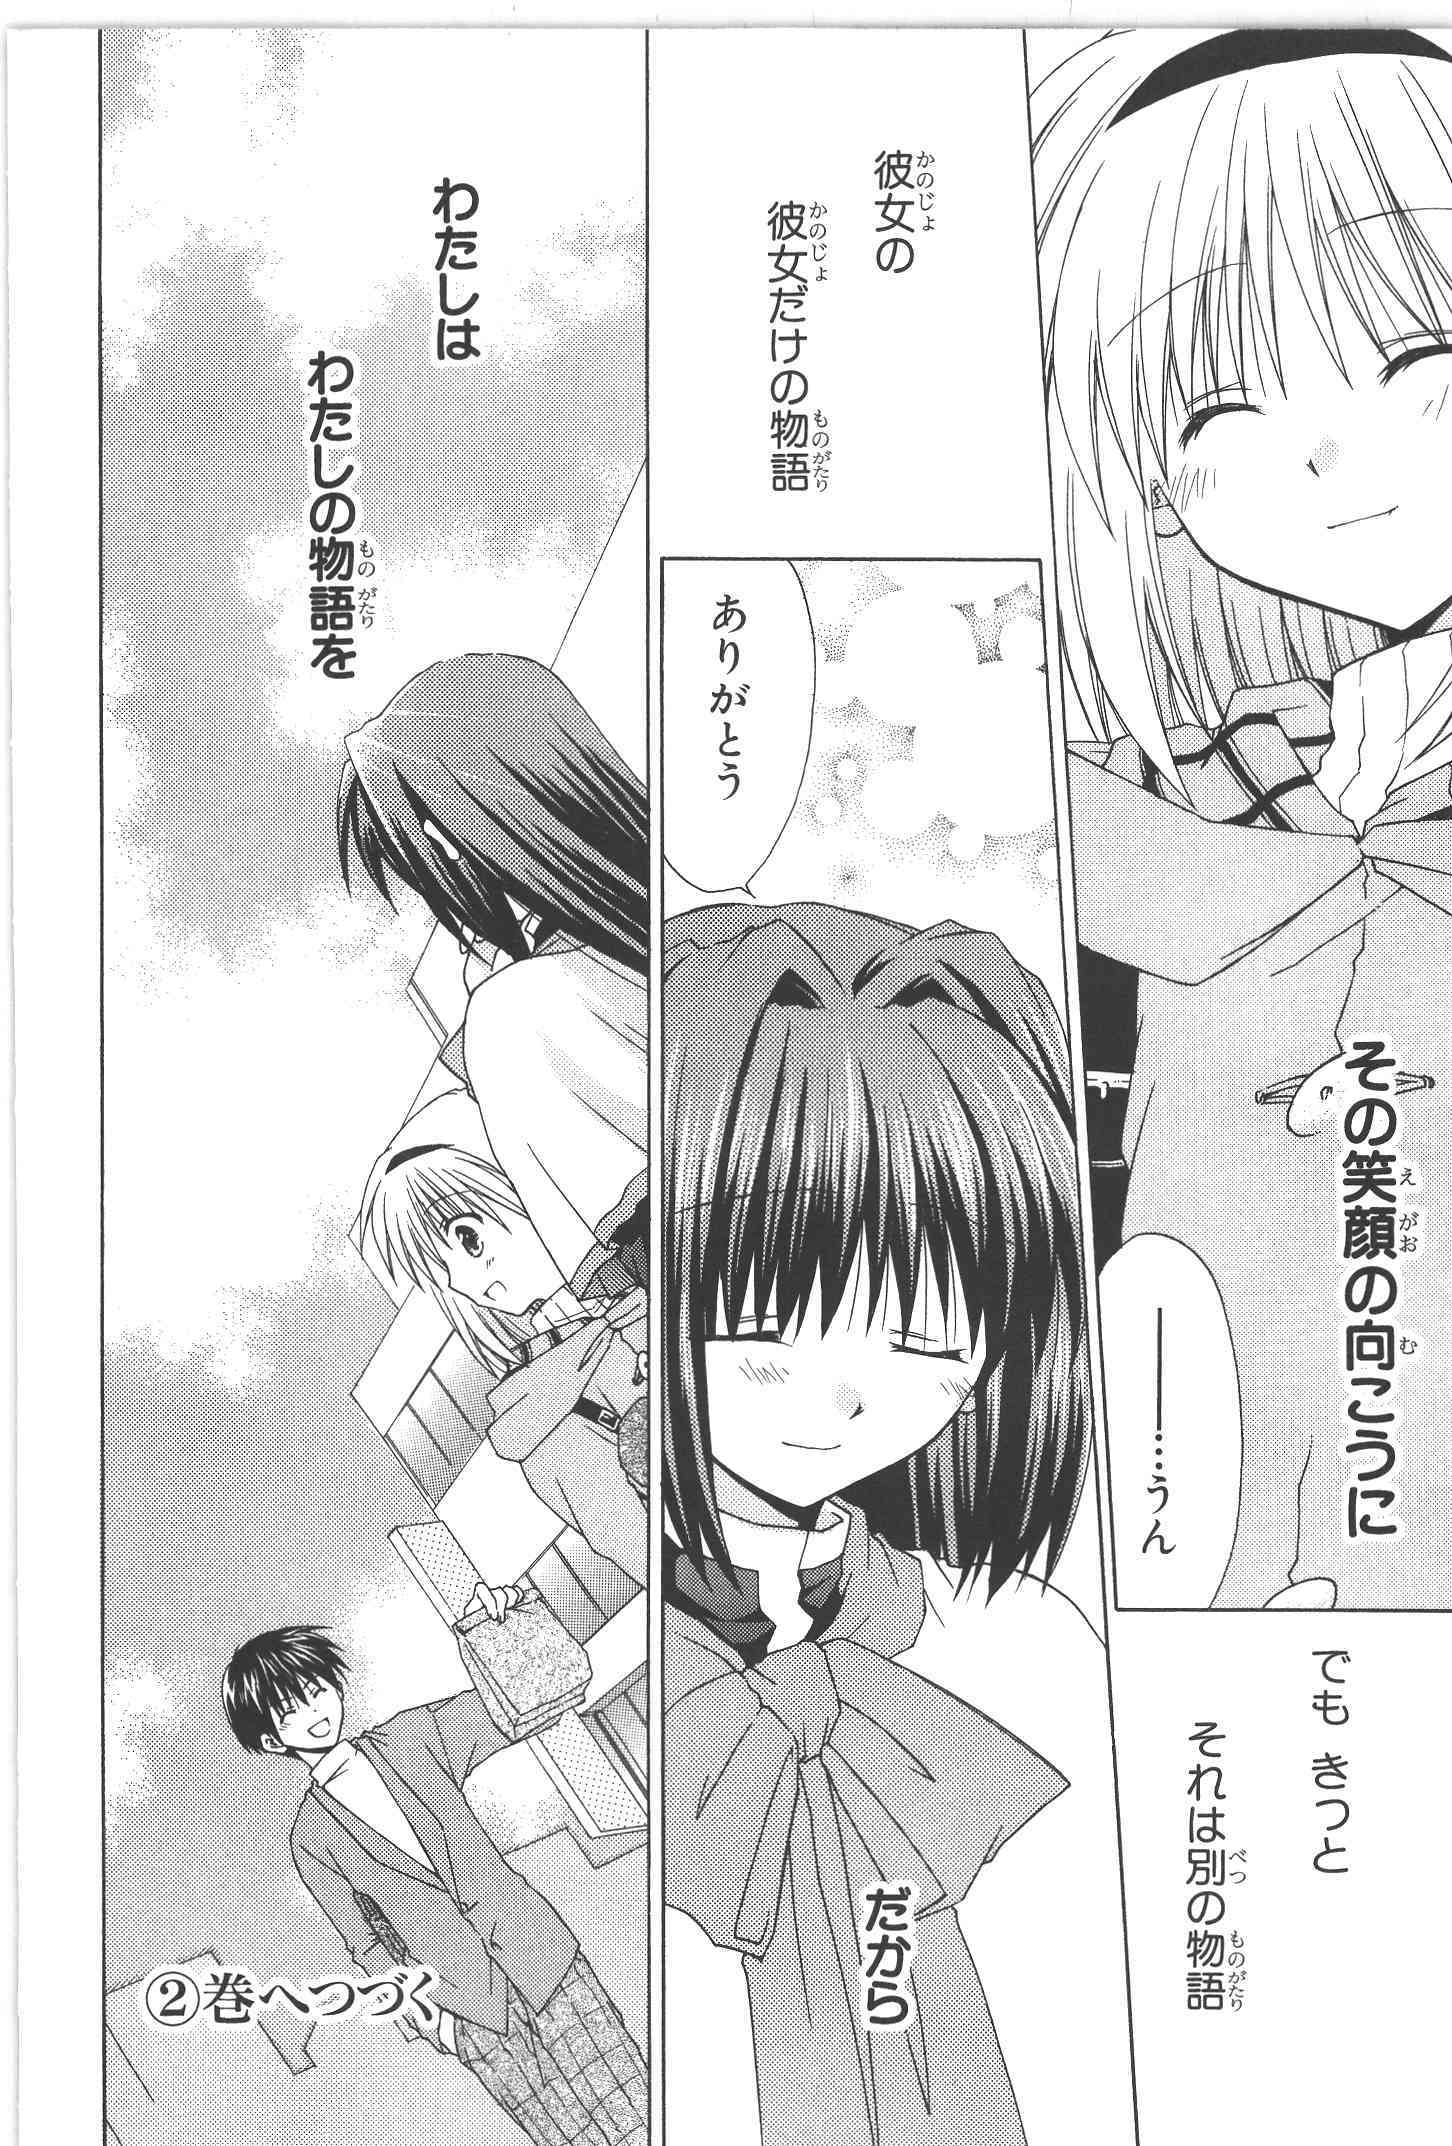 その笑顔の向こうに
――…うん
でも きっと
それは別の物語
彼女の
彼女だけの物語
ありがとう
だから
わたしは
わたしの物語を
②巻へつづく